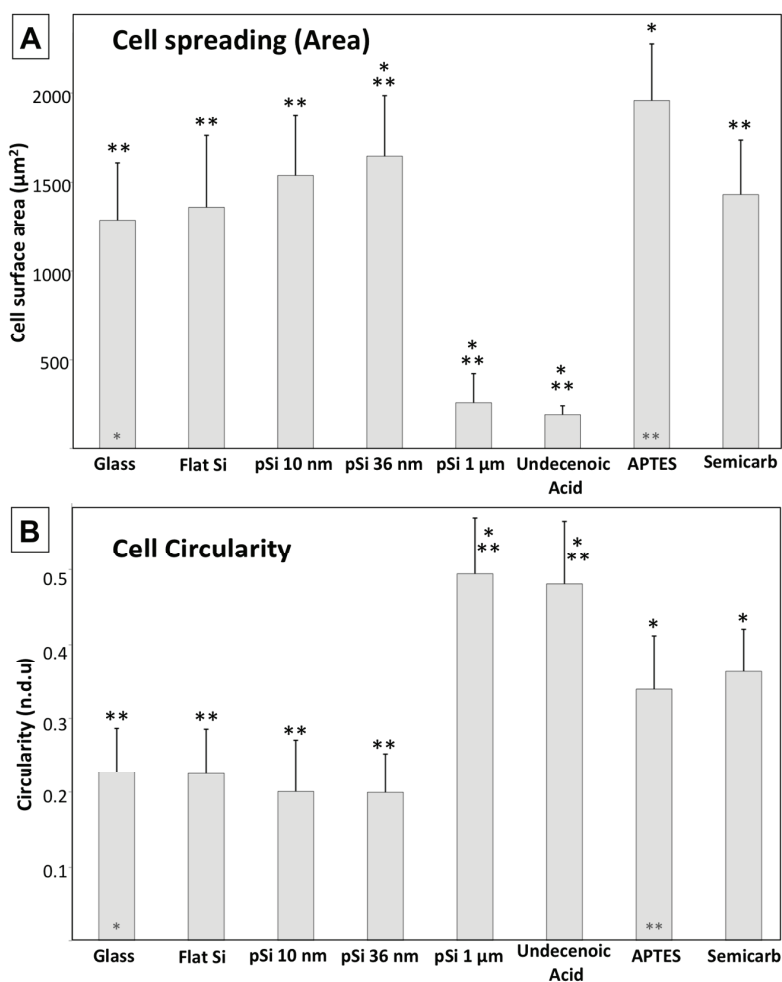 A
Cell spreading (Area)
Cell surface area (µm²)
2000
1500
1000
500
** ** ** * ** * ** * ** * **
* **
Glass Flat Si pSi 10 nm pSi 36 nm pSi 1 µm Undecenoic Acid APTES Semicarb
B
Cell Circularity
Circularity (n.d.u)
0.5
0.4
0.3
0.2
0.1
** ** ** ** * ** * ** * *
* **
Glass Flat Si pSi 10 nm pSi 36 nm pSi 1 µm Undecenoic Acid APTES Semicarb